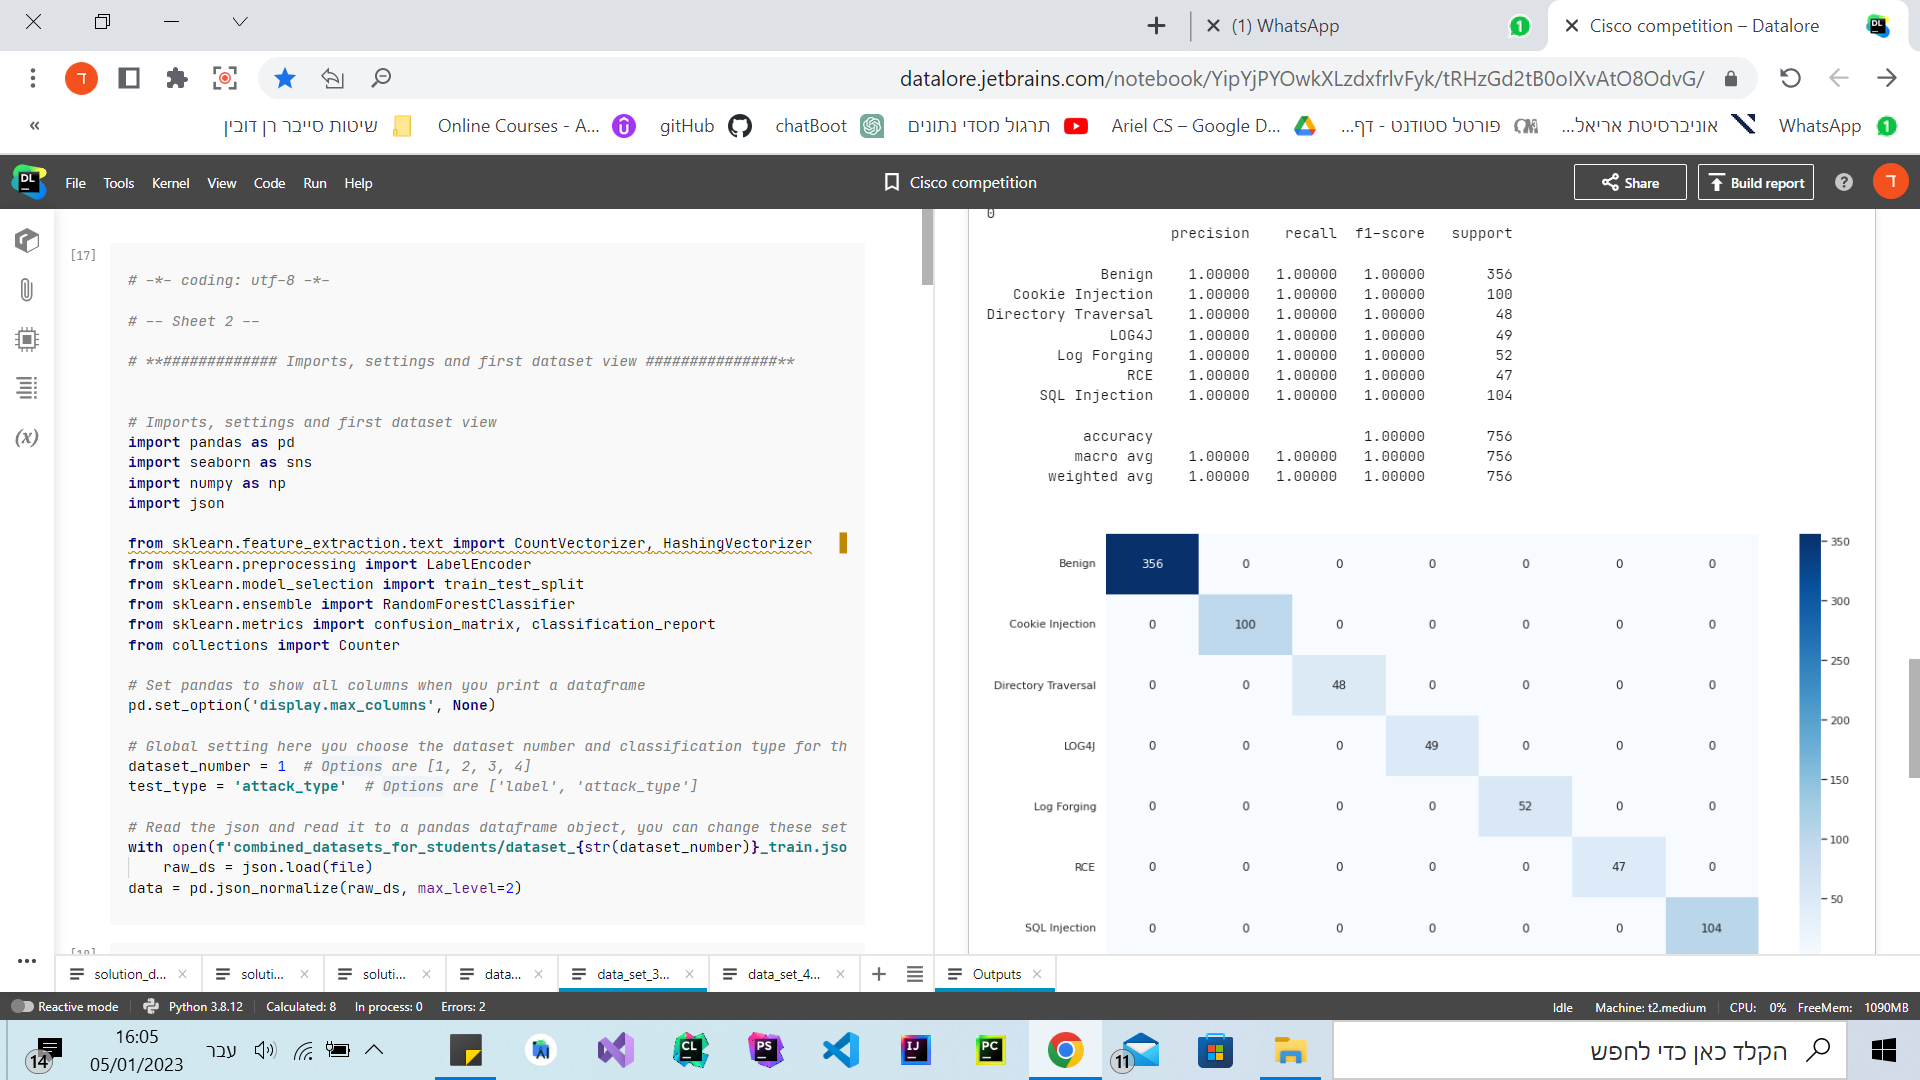 (1) WhatsApp
Cisco competition – Datalore
datalore.jetbrains.com/notebook/YipYjPYOwkXLzdxfrlvFyk/tRHzGd2tB0oIXvAtO8OdvG/
«
שיטות סייבר רן דובין
Online Courses - A...
gitHub
chatBoot
תרגול מסדי נתונים
Ariel CS – Google D...
פורטל סטודנט - דף...
אוניברסיטת אריאל...
WhatsApp
DL
File Tools Kernel View Code Run Help
Cisco competition
Share
Build report
ד
[17]
# -*- coding: utf-8 -*-
# -- Sheet 2 --
# **############# Imports, settings and first dataset view ###############**
# Imports, settings and first dataset view
import pandas as pd
import seaborn as sns
import numpy as np
import json
from sklearn.feature_extraction.text import CountVectorizer, HashingVectorizer
from sklearn.preprocessing import LabelEncoder
from sklearn.model_selection import train_test_split
from sklearn.ensemble import RandomForestClassifier
from sklearn.metrics import confusion_matrix, classification_report
from collections import Counter
# Set pandas to show all columns when you print a dataframe
pd.set_option('display.max_columns', None)
# Global setting here you choose the dataset number and classification type for th
dataset_number = 1 # Options are [1, 2, 3, 4]
test_type = 'attack_type' # Options are ['label', 'attack_type']
# Read the json and read it to a pandas dataframe object, you can change these set
with open(f'combined_datasets_for_students/dataset_{str(dataset_number)}_train.jso
raw_ds = json.load(file)
data = pd.json_normalize(raw_ds, max_level=2)
[18]
0
precision recall f1-score support
Benign 1.00000 1.00000 1.00000 356
Cookie Injection 1.00000 1.00000 1.00000 100
Directory Traversal 1.00000 1.00000 1.00000 48
LOG4J 1.00000 1.00000 1.00000 49
Log Forging 1.00000 1.00000 1.00000 52
RCE 1.00000 1.00000 1.00000 47
SQL Injection 1.00000 1.00000 1.00000 104
accuracy 1.00000 756
macro avg 1.00000 1.00000 1.00000 756
weighted avg 1.00000 1.00000 1.00000 756
Benign 356 0 0 0 0 0 0
Cookie Injection 0 100 0 0 0 0 0
Directory Traversal 0 0 48 0 0 0 0
LOG4J 0 0 0 49 0 0 0
Log Forging 0 0 0 0 52 0 0
RCE 0 0 0 0 0 47 0
SQL Injection 0 0 0 0 0 0 104
350
300
250
200
150
100
50
solution_d... soluti... soluti... data... data_set_3... data_set_4... Outputs
Reactive mode Python 3.8.12 Calculated: 8 In process: 0 Errors: 2
Idle Machine: t2.medium CPU: 0% FreeMem: 1090MB
14
16:05
05/01/2023
עבר
CL
PS
IJ
PC
11
הקלד כאן כדי לחפש